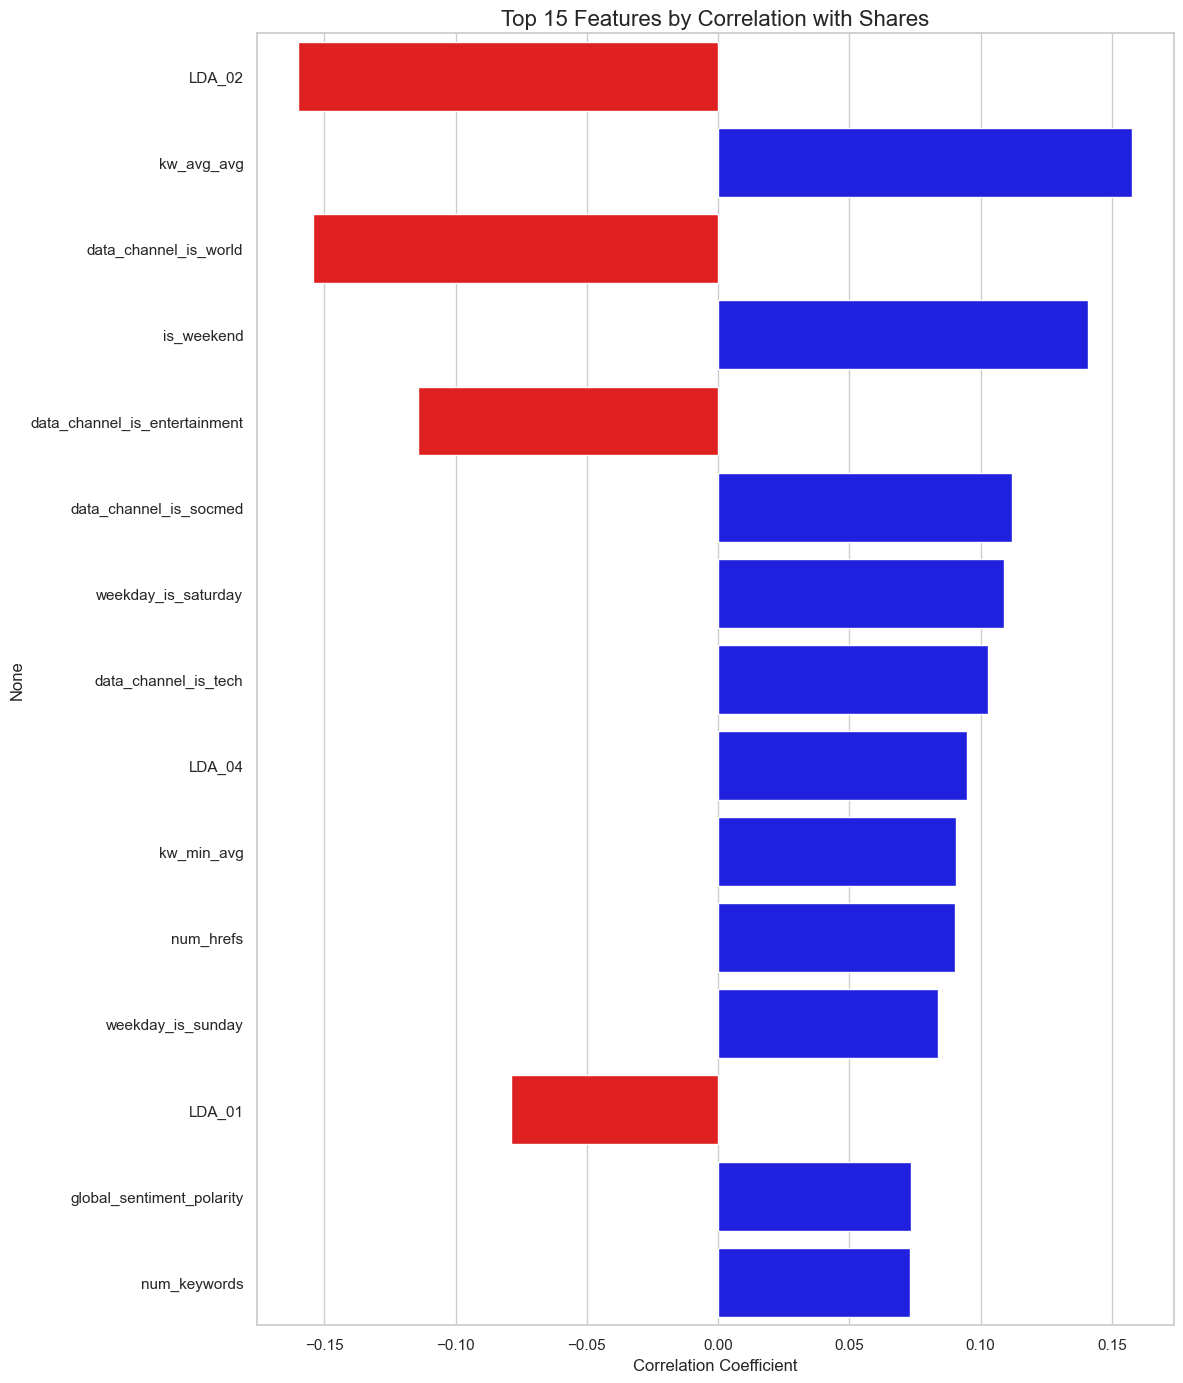 Top 15 Features by Correlation with Shares
LDA_02
kw_avg_avg
data_channel_is_world
is_weekend
data_channel_is_entertainment
data_channel_is_socmed
weekday_is_saturday
data_channel_is_tech
LDA_04
kw_min_avg
num_hrefs
weekday_is_sunday
LDA_01
global_sentiment_polarity
num_keywords
None
−0.15 −0.10 −0.05 0.00 0.05 0.10 0.15
Correlation Coefficient